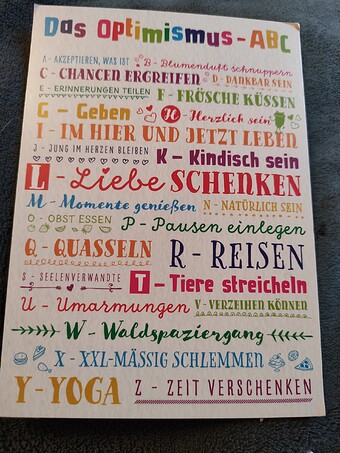 Das Optimismus-ABC
A - AKZEPTIEREN, WAS IST B - Blumenduft schnuppern
C - CHANCEN ERGREIFEN D - DANKBAR SEIN
E - ERINNERUNGEN TEILEN F - FRÖSCHE KÜSSEN
G - Geben H - Herzlich sein
I - IM HIER UND JETZT LEBEN
J - JUNG IM HERZEN BLEIBEN K - Kindisch sein
L - Liebe SCHENKEN
M - Momente genießen N - NATÜRLICH SEIN
O - OBST ESSEN P - Pausen einlegen
Q - QUASSELN R - REISEN
S - SEELENVERWANDTE T - Tiere streicheln
U - Umarmungen V - VERZEIHEN KÖNNEN
W - Waldspaziergang
X - XXL-MÄSSIG SCHLEMMEN
Y - YOGA Z - ZEIT VERSCHENKEN